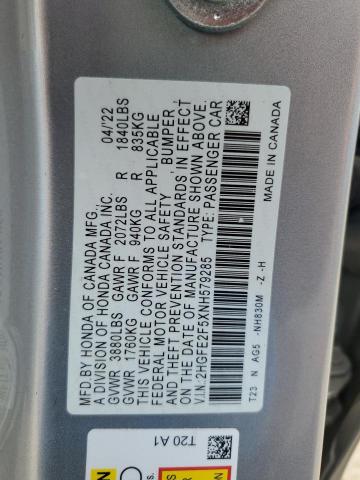 MFD. BY HONDA OF CANADA MFG.,
A DIVISION OF HONDA CANADA INC. 04/'22
GVWR 3880LBS GAWR F 2072LBS R 1840LBS
GVWR 1760KG GAWR F 940KG R 835KG
THIS VEHICLE CONFORMS TO ALL APPLICABLE
FEDERAL MOTOR VEHICLE SAFETY BUMPER,
THEFT PREVENTION STANDARDS IN EFFECT
ON THE DATE OF MANUFACTURE SHOWN ABOVE.
V.I.N: 2HGFE2F5XNH579285 TYPE: PASSENGER CAR
T23 N AG5 -NH830M -Z -H MADE IN CANADA
T20 A1